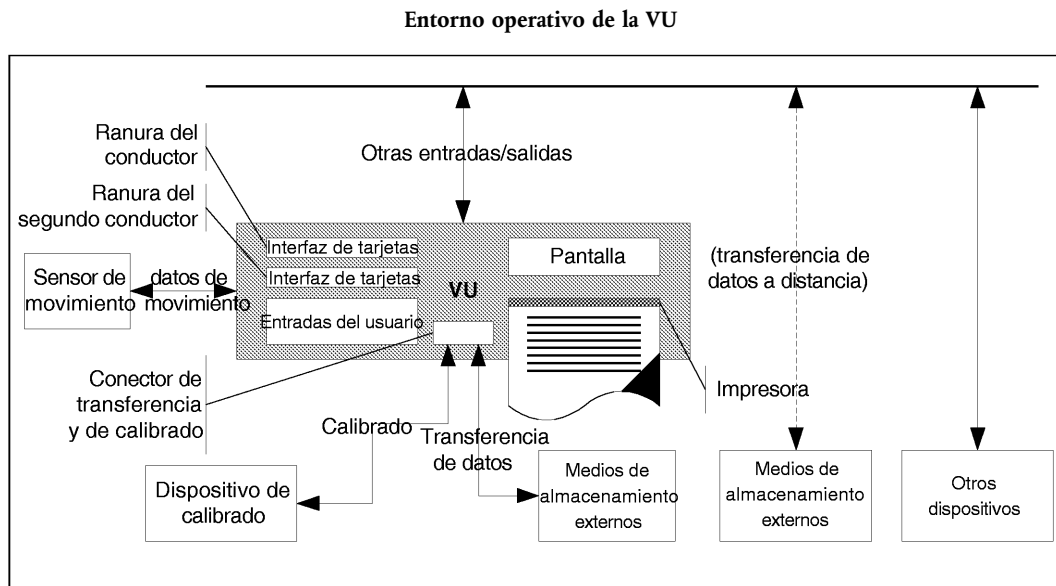 Entorno operativo de la VU
Ranura del
conductor
Otras entradas/salidas
Ranura del
segundo conductor
Interfaz de tarjetas
Interfaz de tarjetas
Pantalla
VU
Sensor de
movimiento
datos de
movimiento
(transferencia de
datos a distancia)
Entradas del usuario
Conector de
transferencia
y de calibrado
Impresora
Calibrado
Transferencia
de datos
Dispositivo de
calibrado
Medios de
almacenamiento
externos
Medios de
almacenamiento
externos
Otros
dispositivos